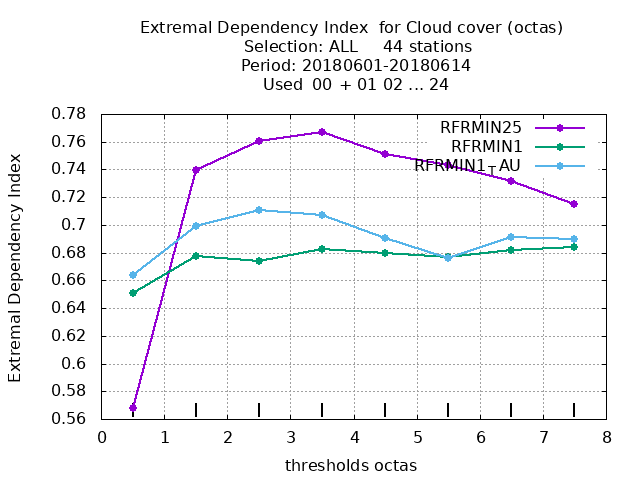 Extremal Dependency Index  for Cloud cover (octas)
Selection: ALL     44 stations
Period: 20180601-20180614
Used  00  + 01 02 ... 24
0.78
0.76
0.74
0.72
0.7
0.68
0.66
0.64
0.62
0.6
0.58
0.56
Extremal Dependency Index
RFRMIN25
RFRMIN1
RFRMIN1TAU
0 1 2 3 4 5 6 7 8
thresholds octas